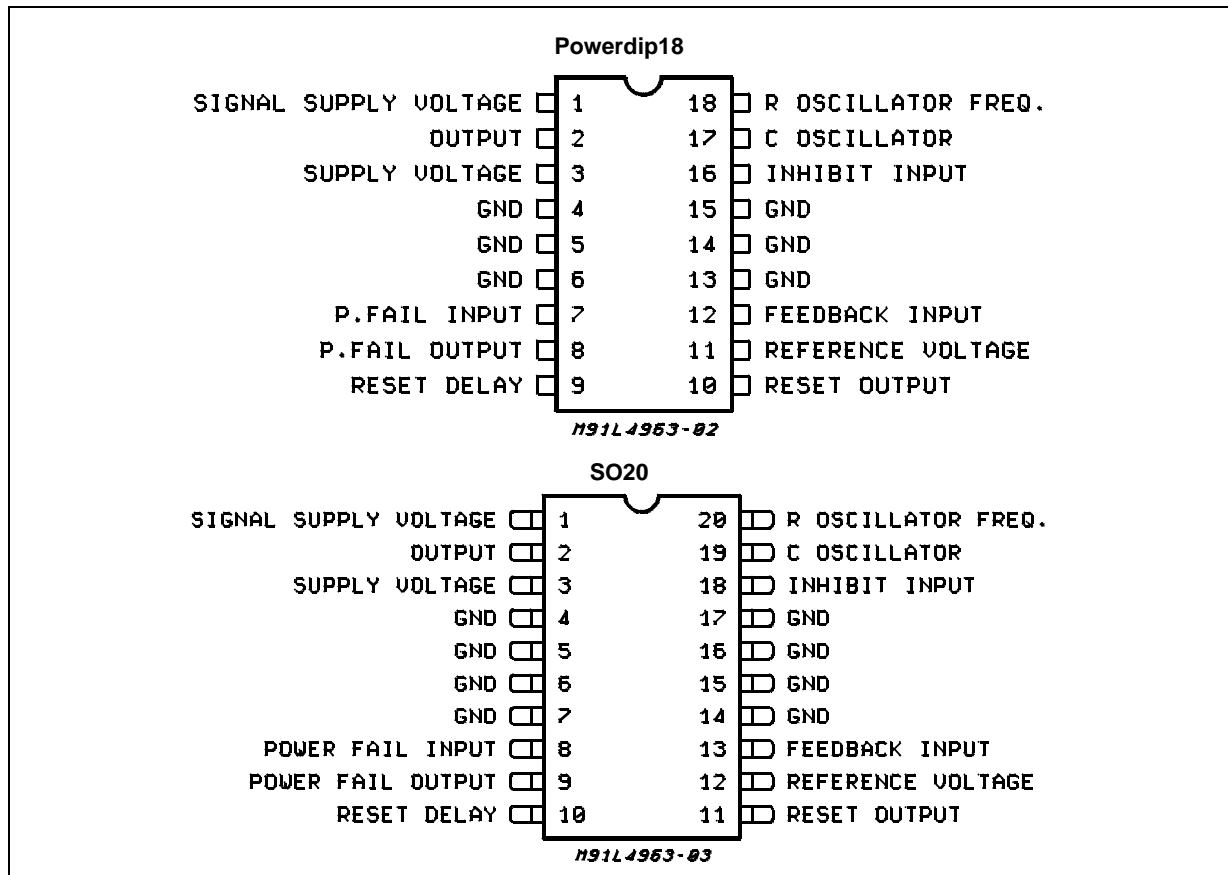 Powerdip18
SIGNAL SUPPLY VOLTAGE 1 18 R OSCILLATOR FREQ.
OUTPUT 2 17 C OSCILLATOR
SUPPLY VOLTAGE 3 16 INHIBIT INPUT
GND 4 15 GND
GND 5 14 GND
GND 6 13 GND
P.FAIL INPUT 7 12 FEEDBACK INPUT
P.FAIL OUTPUT 8 11 REFERENCE VOLTAGE
RESET DELAY 9 10 RESET OUTPUT
M91L4963-02
SO20
SIGNAL SUPPLY VOLTAGE 1 20 R OSCILLATOR FREQ.
OUTPUT 2 19 C OSCILLATOR
SUPPLY VOLTAGE 3 18 INHIBIT INPUT
GND 4 17 GND
GND 5 16 GND
GND 6 15 GND
GND 7 14 GND
POWER FAIL INPUT 8 13 FEEDBACK INPUT
POWER FAIL OUTPUT 9 12 REFERENCE VOLTAGE
RESET DELAY 10 11 RESET OUTPUT
M91L4963-03